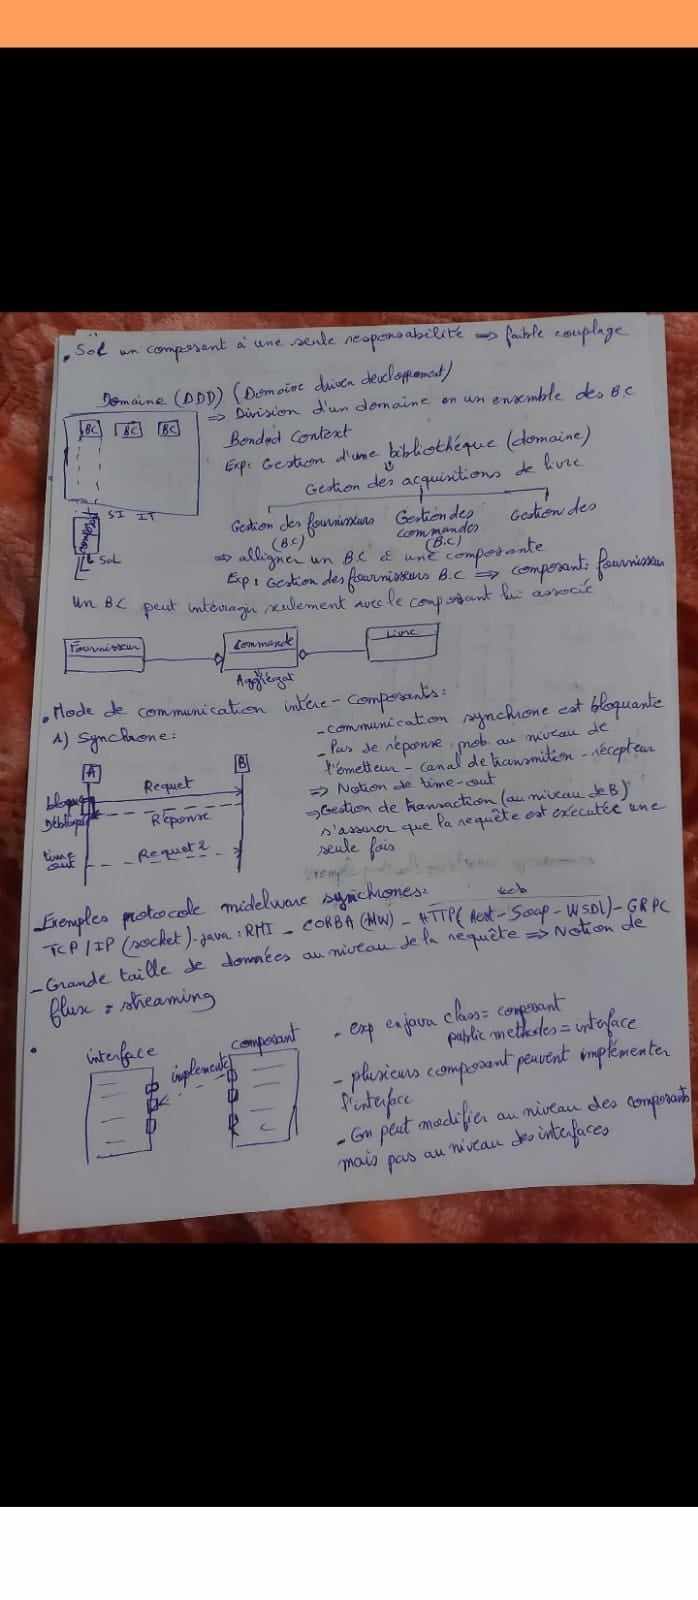 . Sol un composant à une seule responsabilité => faible couplage
Domaine (DDD) (Domaine driven developpement)
=> Division d'un domaine en un ensemble des B.C
Bonded Context
BC BC BC
Exp: Gestion d'une bibliothéque (domaine)
Gestion des acquisitions de livre
SI IT
Gestion des fournisseurs
(BC)
Gestion des
commandes
(B.C)
Gestion des
Sol
=> alligner un BC à une composante
Exp: Gestion des fournisseurs B.C => composant: fournisseur
un BC peut intéragir seulement avec le composant lui associé
Fournisseur
Commande
Livre
. Mode de communication intére-composants:
A) Synchrone:
- communication synchrone est bloquante
- Pas de réponse prob. au niveau de
l'émetteur - canal de transmition - récepteur
=> Notion de time-out
=> Gestion de transaction (au niveau de B)
s'assurer que la requête est executée une
seule fois
A
B
Requet
bloqué
Réponse
time
out
Requet 2
- Exemples protocole midelware synchrones:
web
TCP/IP (socket) - java: RMI - CORBA (MW) - HTTP (Rest - Soap - WSDL) - GRPC
- Grande taille de données au niveau de la requête => Notion de
flux = streaming
interface
implemente
composant
- exp en java class = composant
public methodes = interface
- plusieurs composant peuvent implémenter
l'interface
- On peut modifier au niveau des composants
mais pas au niveau des interfaces